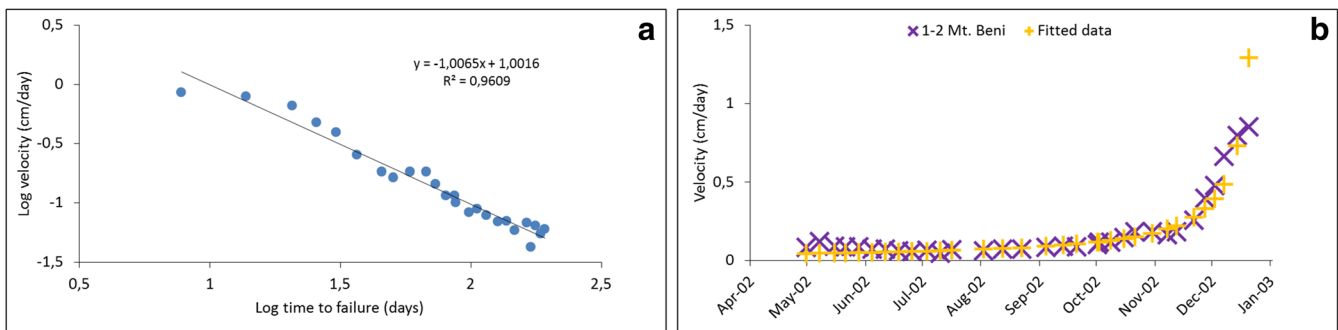 a
y = -1,0065x + 1,0016
R² = 0,9609
0,5
0
-0,5
-1
-1,5
0,5
1
1,5
2
2,5
Log velocity (cm/day)
Log time to failure (days)
b
1-2 Mt. Beni
Fitted data
1,5
1
0,5
0
Velocity (cm/day)
Apr-02
May-02
Jun-02
Jul-02
Aug-02
Sep-02
Oct-02
Nov-02
Dec-02
Jan-03